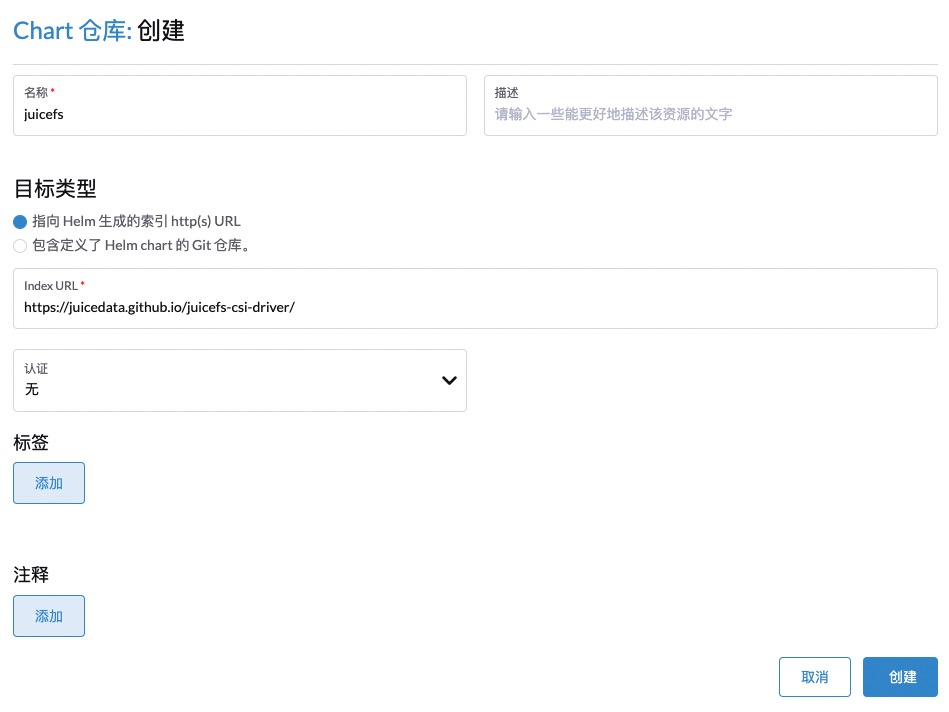 Chart 仓库: 创建
名称*
juicefs
描述
请输入一些能更好地描述该资源的文字
目标类型
指向 Helm 生成的索引 http(s) URL
包含定义了 Helm chart 的 Git 仓库。
Index URL*
https://juicedata.github.io/juicefs-csi-driver/
认证
无
标签
添加
注释
添加
取消
创建